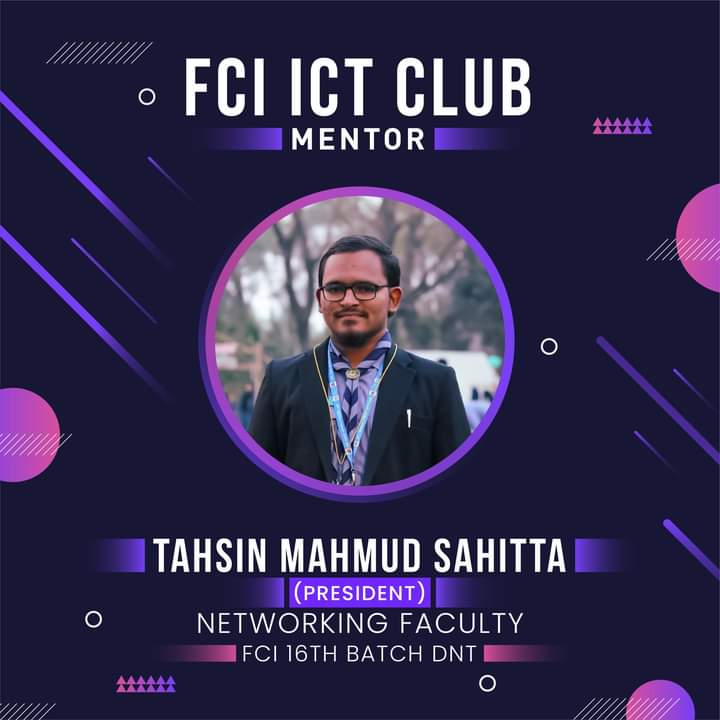 FCI ICT CLUB
MENTOR
TAHSIN MAHMUD SAHITTA
(PRESIDENT)
NETWORKING FACULTY
FCI 16TH BATCH DNT